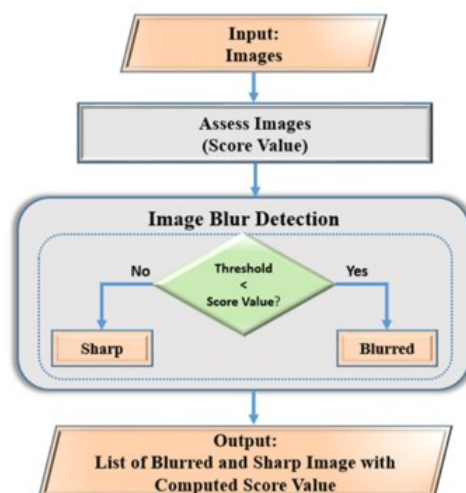 Input:
Images
Assess Images
(Score Value)
Image Blur Detection
No
Threshold
<
Score Value?
Yes
Sharp
Blurred
Output:
List of Blurred and Sharp Image with
Computed Score Value